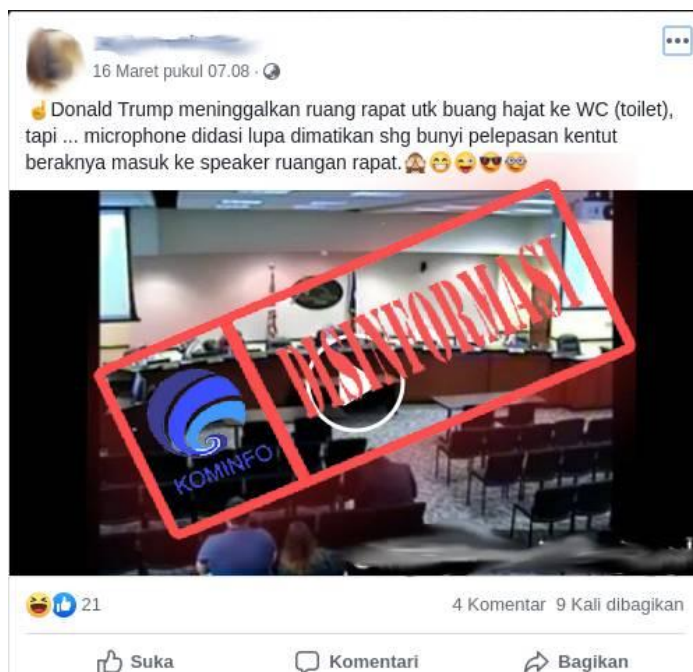 16 Maret pukul 07.08 ·
☝Donald Trump meninggalkan ruang rapat utk buang hajat ke WC (toilet),
tapi ... microphone didasi lupa dimatikan shg bunyi pelepasan kentut
beraknya masuk ke speaker ruangan rapat.🙈😁😜😎🤓
DISINFORMASI
KOMINFO
21
4 Komentar 9 Kali dibagikan
Suka
Komentari
Bagikan